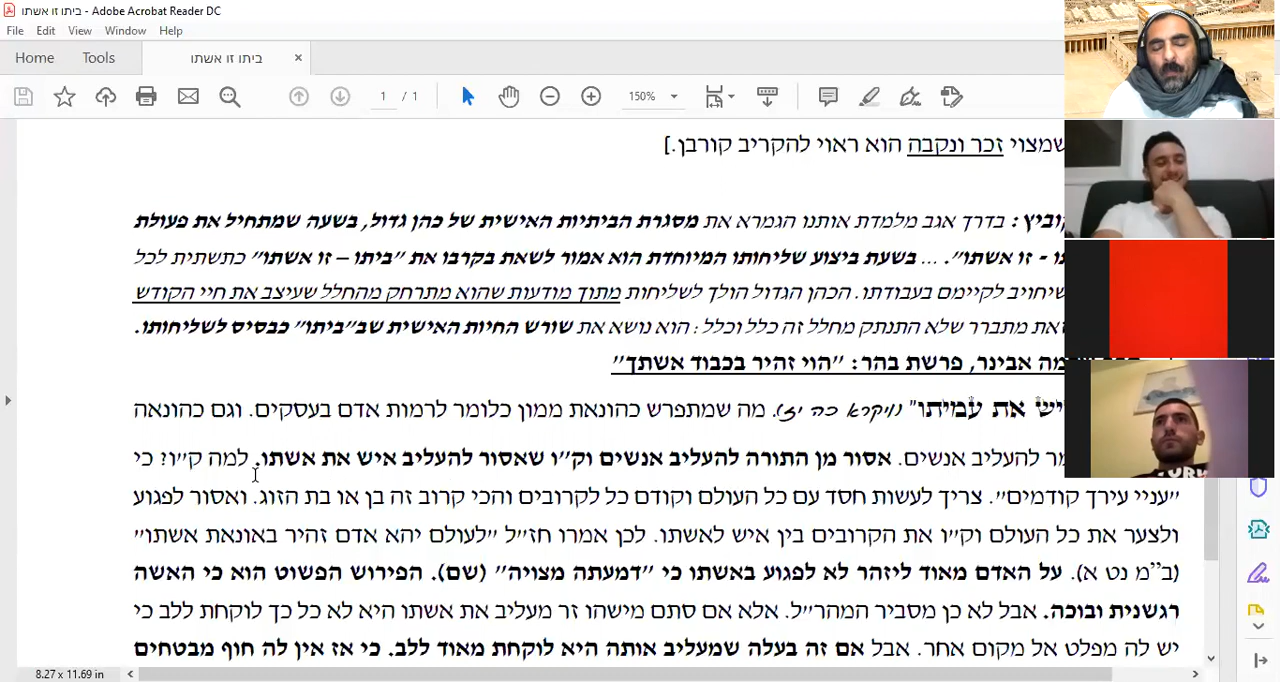 ביתו זו אשתו - Adobe Acrobat Reader DC
File Edit View Window Help
Home Tools ביתו זו אשתו ×
1 / 1 150%
שמצוי זכר ונקבה הוא ראוי להקריב קורבן.]
בדרך אגב מלמדת אותנו הגמרא את מסגרת הביתיות האישית של כהן גדול, בשעה שמתחיל את פעולת
זו אשתו". ... בשעת ביצוע שליחותו המיוחדת הוא אמור לשאת בקרבו את "ביתו – זו אשתו" כתשתית לכל
שיחויב לקיימם בעבודתו. הכהן הגדול הולך לשליחות מתוך מודעות שהוא מתרחק מהחלל שעיצב את חיי הקודש
זאת מתברר שלא התנתק מחלל זה כלל וכלל: הוא נושא את שורש החיות האישית שב"ביתו" כבסיס לשליחותו.
אבינר, פרשת בהר: "הוי זהיר בכבוד אשתך"
אִישׁ אֶת עֲמִיתוֹ" (ויקרא כה יז). מה שמתפרש כהונאת ממון כלומר לרמות אדם בעסקים. וגם כהונאה
להעליב אנשים. אסור מן התורה להעליב אנשים וק"ו שאסור להעליב איש את אשתו. למה ק"ו? כי
"עניי עירך קודמים". צריך לעשות חסד עם כל העולם וקודם כל לקרובים והכי קרוב זה בן או בת הזוג. ואסור לפגוע
ולצער את כל העולם וק"ו את הקרובים בין איש לאשתו. לכן אמרו חז"ל "לעולם יהא אדם זהיר באונאת אשתו"
(ב"מ נט א). על האדם מאוד ליזהר לא לפגוע באשתו כי "דמעתה מצויה" (שם). הפירוש הפשוט הוא כי האשה
רגשנית ובוכה. אבל לא כן מסביר המהר"ל. אלא אם סתם מישהו זר מעליב את אשתו היא לא כל כך לוקחת ללב כי
יש לה מפלט אל מקום אחר. אבל אם זה בעלה שמעליב אותה היא לוקחת מאוד ללב. כי אז אין לה חוף מבטחים
8.27 x 11.69 in